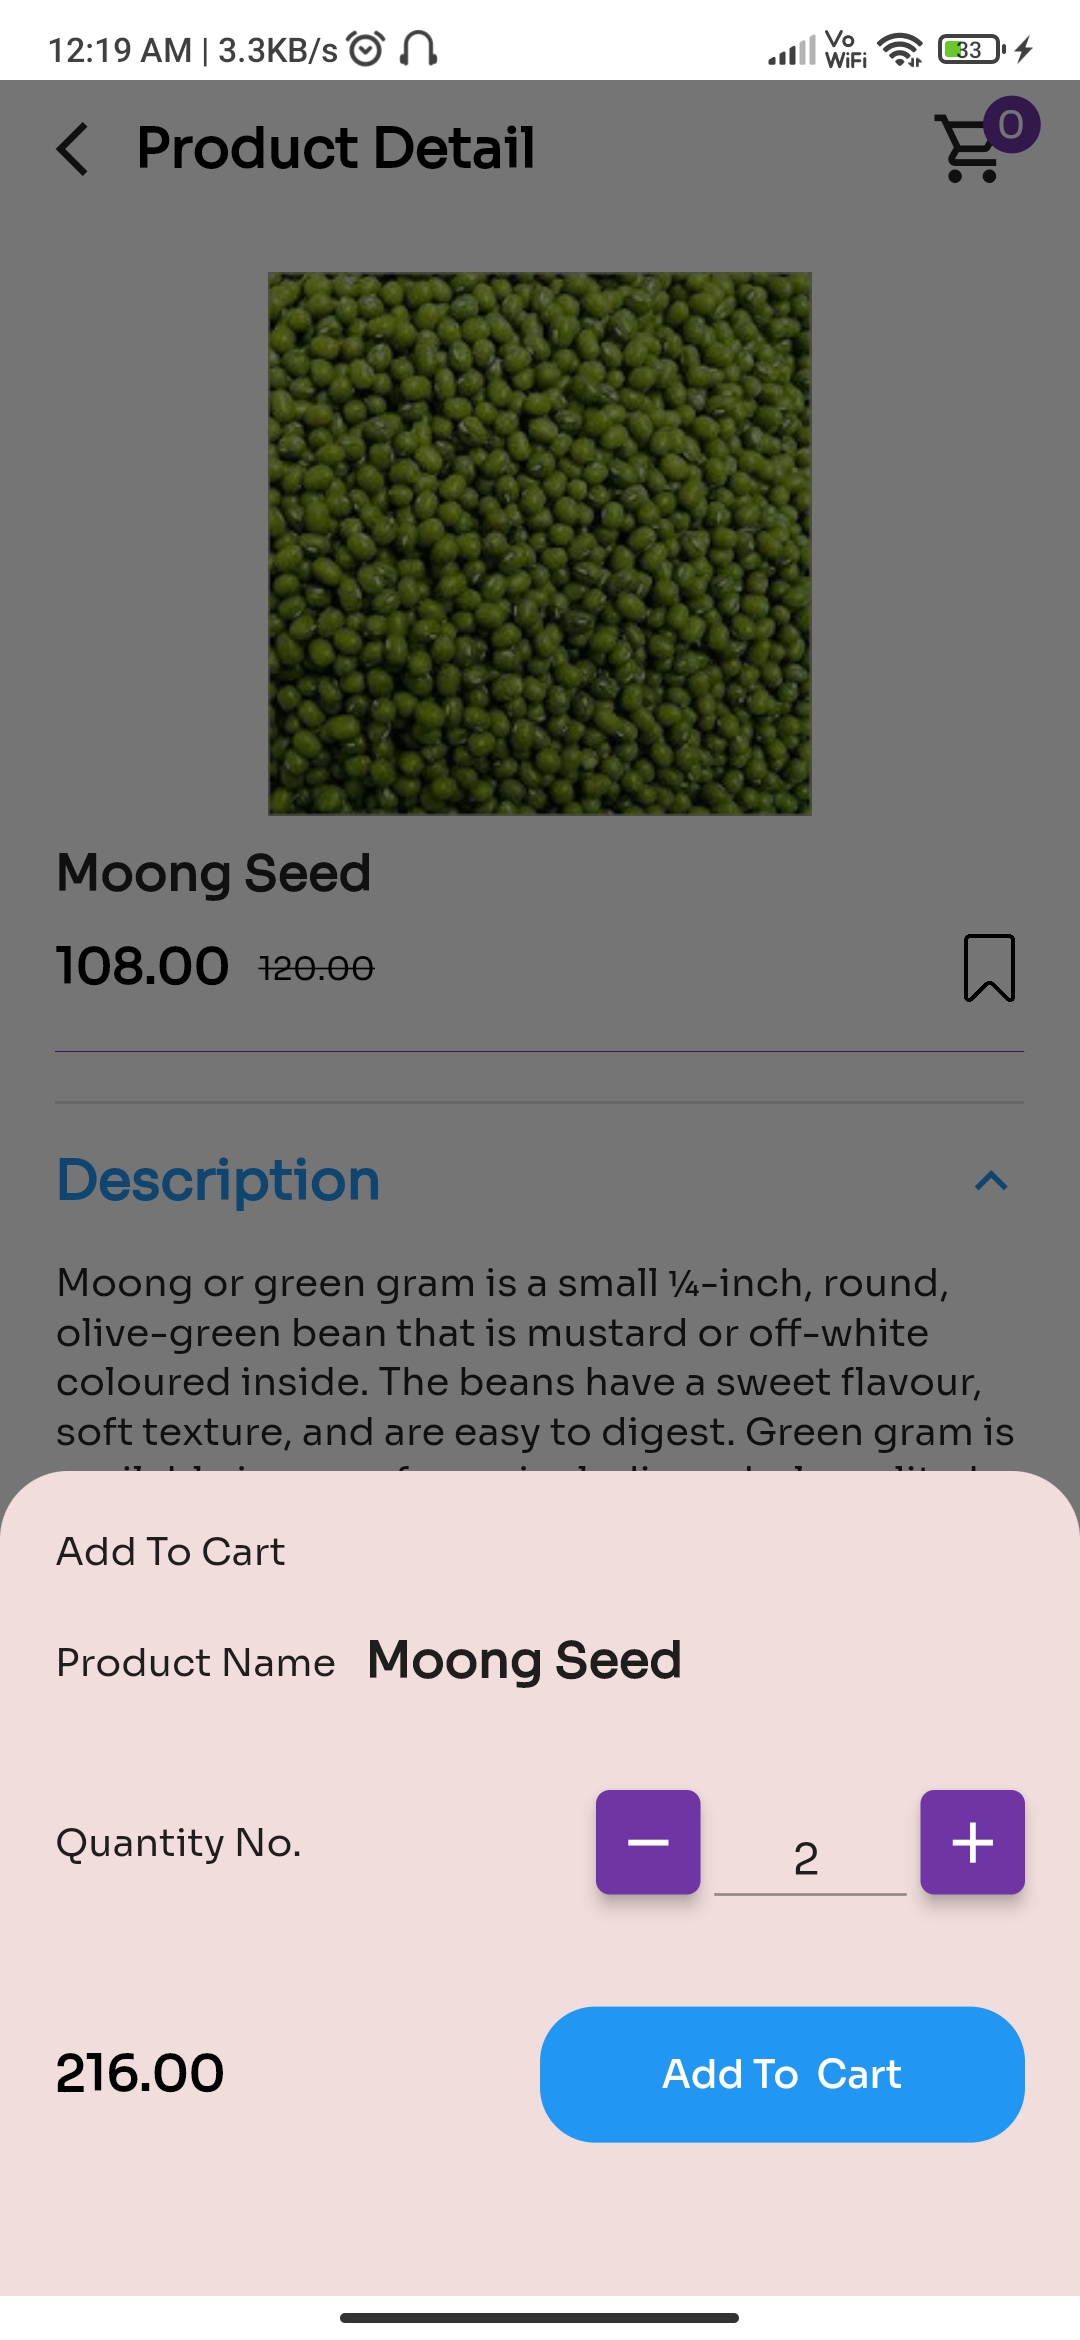 12:19 AM | 3.3KB/s Vo WiFi 33
Product Detail 0
Moong Seed
108.00 120.00
Description
Moong or green gram is a small ¼-inch, round,
olive-green bean that is mustard or off-white
coloured inside. The beans have a sweet flavour,
soft texture, and are easy to digest. Green gram is
Add To Cart
Product Name Moong Seed
Quantity No. 2
216.00 Add To Cart